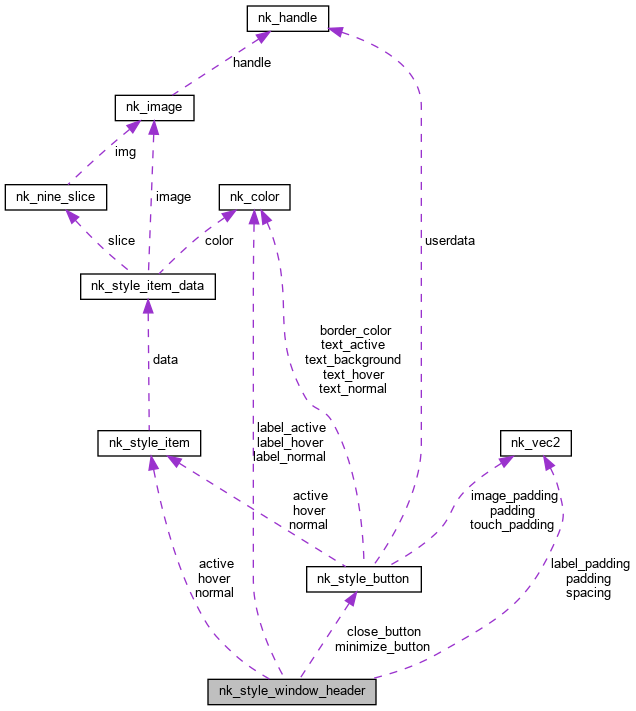 nk_handle
handle
nk_image
img
image
nk_nine_slice
nk_color
slice
color
userdata
nk_style_item_data
border_color
text_active
text_background
text_hover
text_normal
data
label_active
label_hover
label_normal
nk_style_item
nk_vec2
active
hover
normal
image_padding
padding
touch_padding
active
hover
normal
nk_style_button
label_padding
padding
spacing
close_button
minimize_button
nk_style_window_header